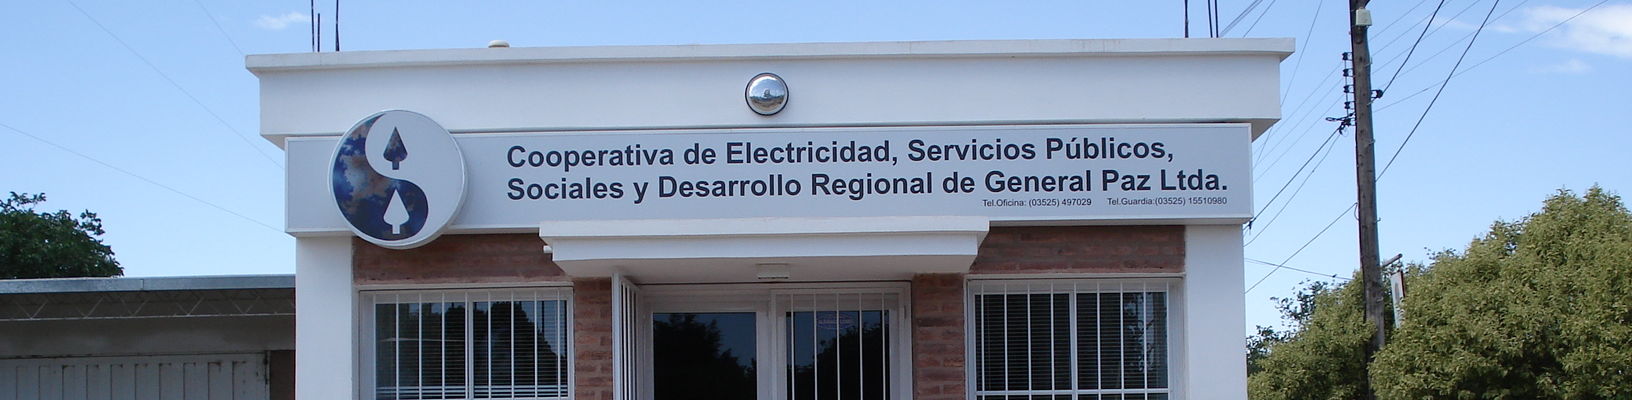 Cooperativa de Electricidad, Servicios Públicos,
Sociales y Desarrollo Regional de General Paz Ltda.
Tel.Oficina: (03525) 497029 Tel.Guardia:(03525) 15510980